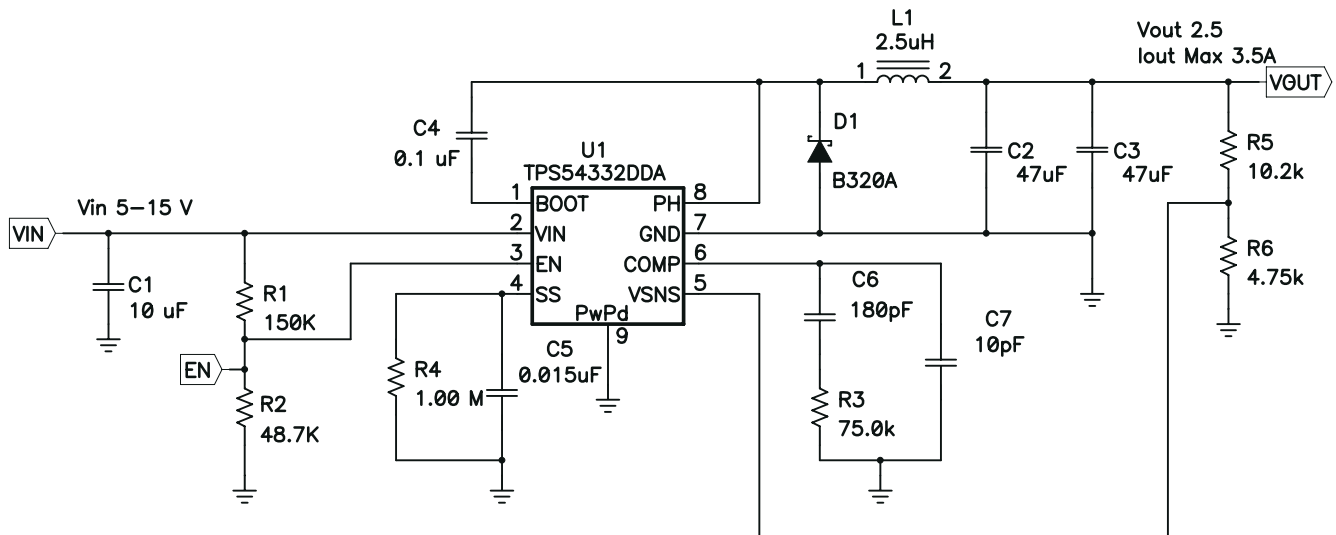 L1
2.5uH
1
2
Vout 2.5
Iout Max 3.5A
VOUT
C4
0.1 uF
U1
TPS54332DDA
D1
B320A
C2
47uF
C3
47uF
R5
10.2k
Vin 5-15 V
VIN
1
BOOT
PH
8
2
VIN
GND
7
3
EN
COMP
6
4
SS
VSNS
5
PwPd
9
C1
10 uF
R1
150K
EN
R2
48.7K
R4
1.00 M
C5
0.015uF
C6
180pF
C7
10pF
R3
75.0k
R6
4.75k